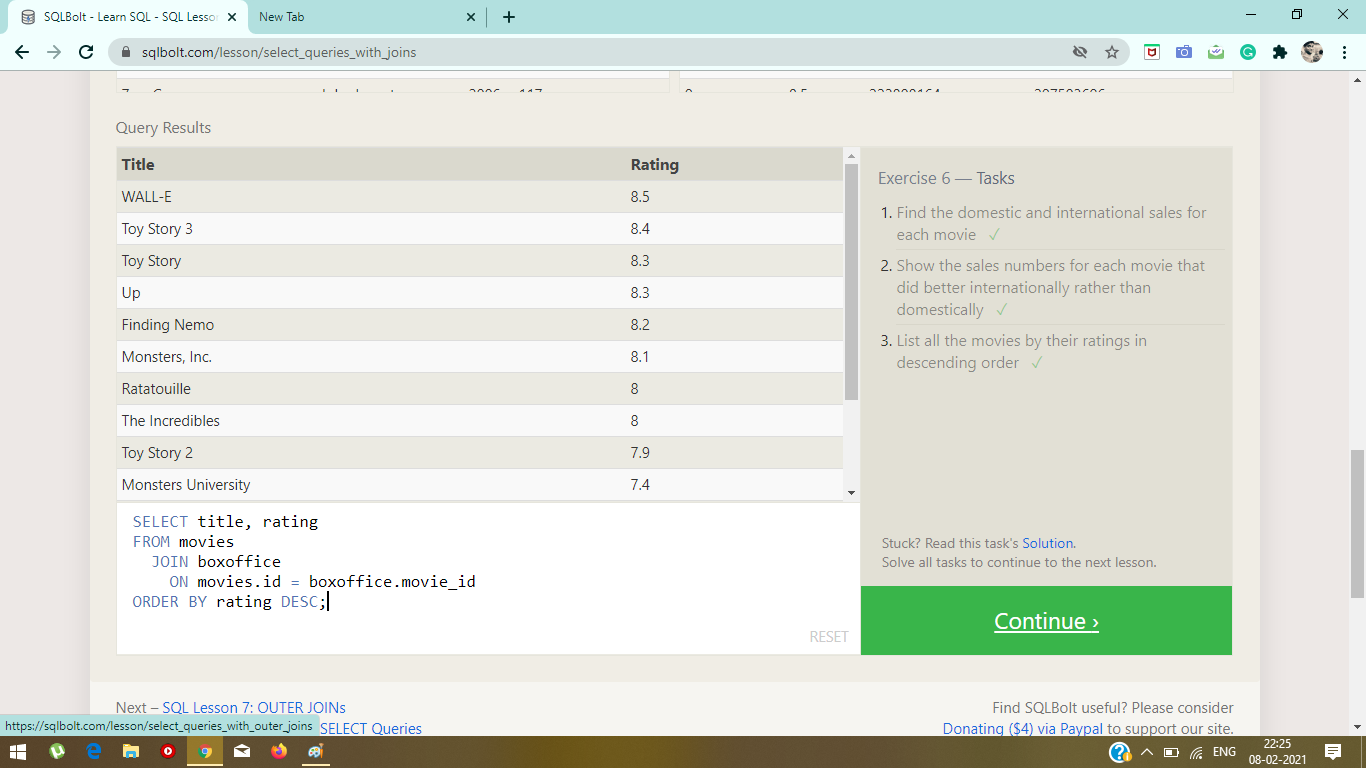 SQLBolt - Learn SQL - SQL Lesson
New Tab
sqlbolt.com/lesson/select_queries_with_joins
Query Results
Title Rating
WALL-E 8.5
Toy Story 3 8.4
Toy Story 8.3
Up 8.3
Finding Nemo 8.2
Monsters, Inc. 8.1
Ratatouille 8
The Incredibles 8
Toy Story 2 7.9
Monsters University 7.4
SELECT title, rating
FROM movies
JOIN boxoffice
ON movies.id = boxoffice.movie_id
ORDER BY rating DESC;
RESET
Exercise 6 — Tasks
1. Find the domestic and international sales for
each movie ✓
2. Show the sales numbers for each movie that
did better internationally rather than
domestically ✓
3. List all the movies by their ratings in
descending order ✓
Stuck? Read this task's Solution.
Solve all tasks to continue to the next lesson.
Continue ›
Next – SQL Lesson 7: OUTER JOINs
SELECT Queries
Find SQLBolt useful? Please consider
Donating ($4) via Paypal to support our site.
https://sqlbolt.com/lesson/select_queries_with_outer_joins
ENG
22:25
08-02-2021